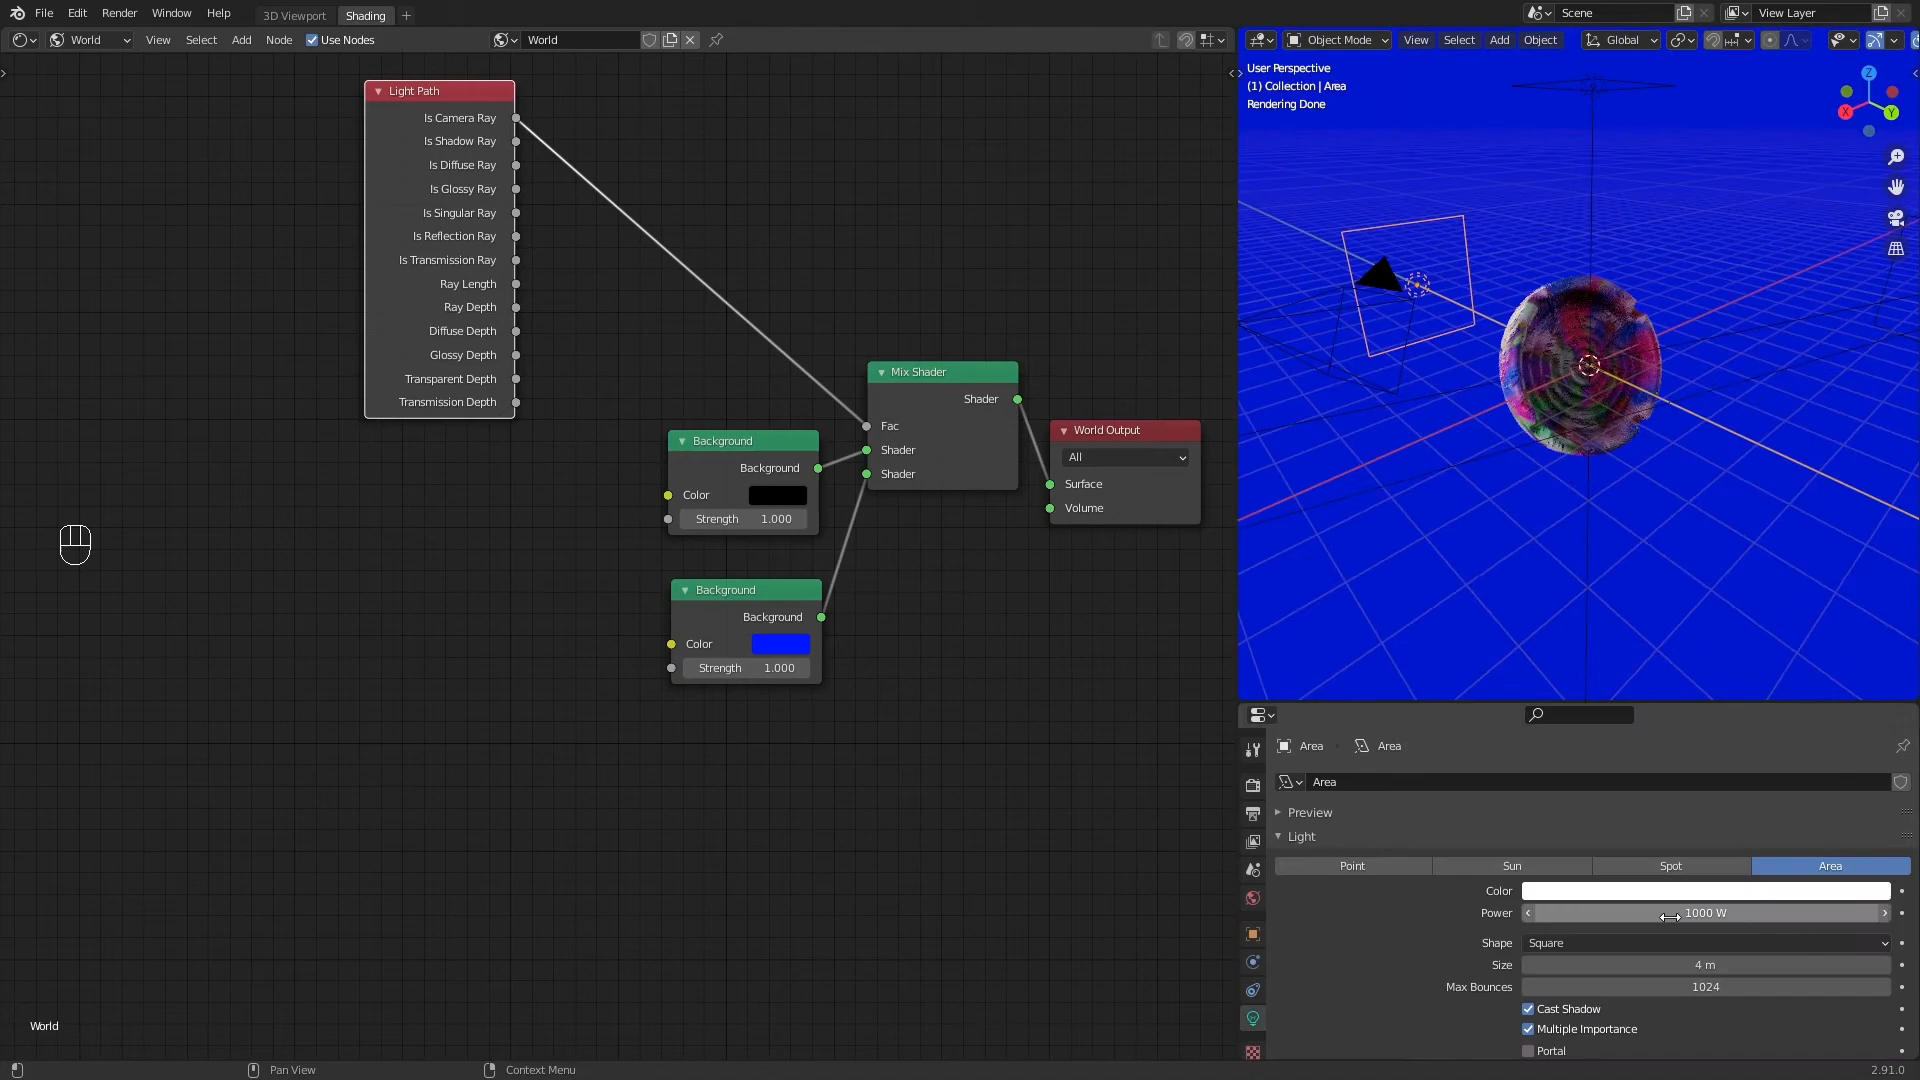 File Edit Render Window Help 3D Viewport Shading +
Scene View Layer
World View Select Add Node Use Nodes World
Object Mode View Select Add Object Global
User Perspective
(1) Collection | Area
Rendering Done
Z
X
Y
Light Path
Is Camera Ray
Is Shadow Ray
Is Diffuse Ray
Is Glossy Ray
Is Singular Ray
Is Reflection Ray
Is Transmission Ray
Ray Length
Ray Depth
Diffuse Depth
Glossy Depth
Transparent Depth
Transmission Depth
Mix Shader
Shader
Fac
Shader
Shader
Background
Background
Color
Strength 1.000
World Output
All
Surface
Volume
Background
Background
Color
Strength 1.000
Area Area
Area
Preview
Light
Point Sun Spot Area
Color
Power 1000 W
Shape Square
Size 4 m
Max Bounces 1024
Cast Shadow
Multiple Importance
Portal
World
Pan View Context Menu 2.91.0